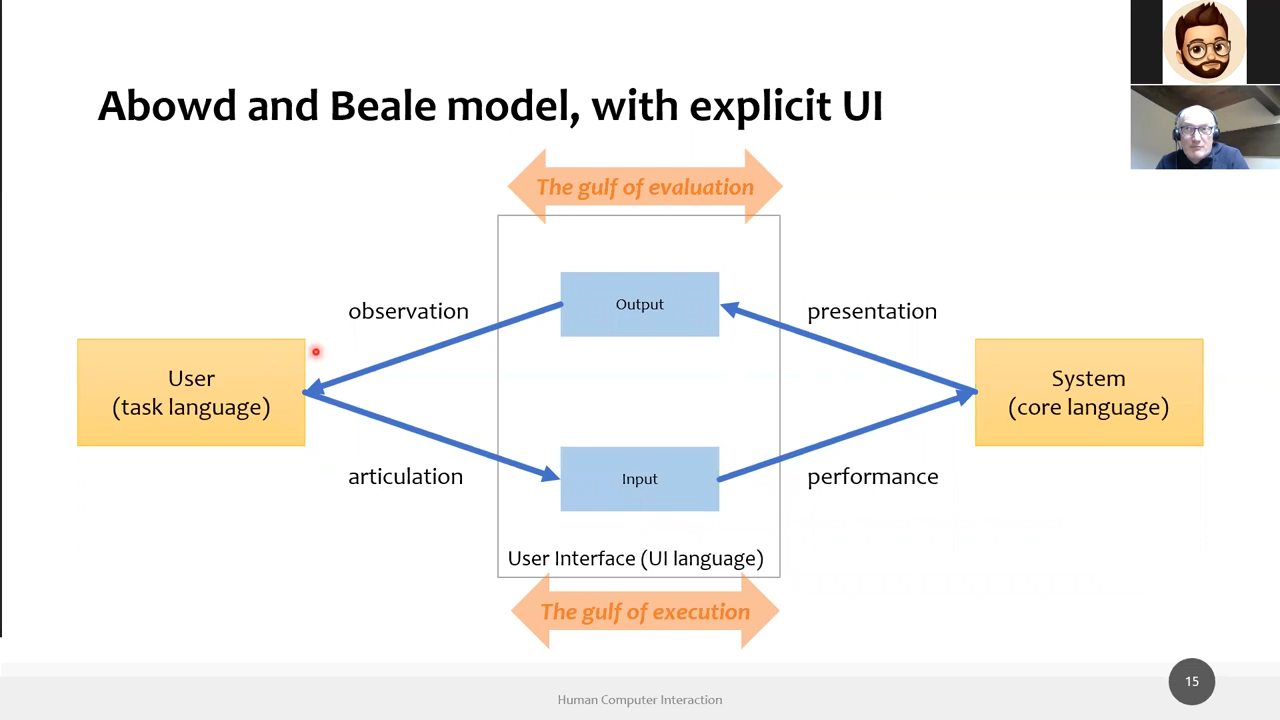 Abowd and Beale model, with explicit UI
The gulf of evaluation
Output
observation
presentation
User
(task language)
System
(core language)
Input
articulation
performance
User Interface (UI language)
The gulf of execution
Human Computer Interaction
15